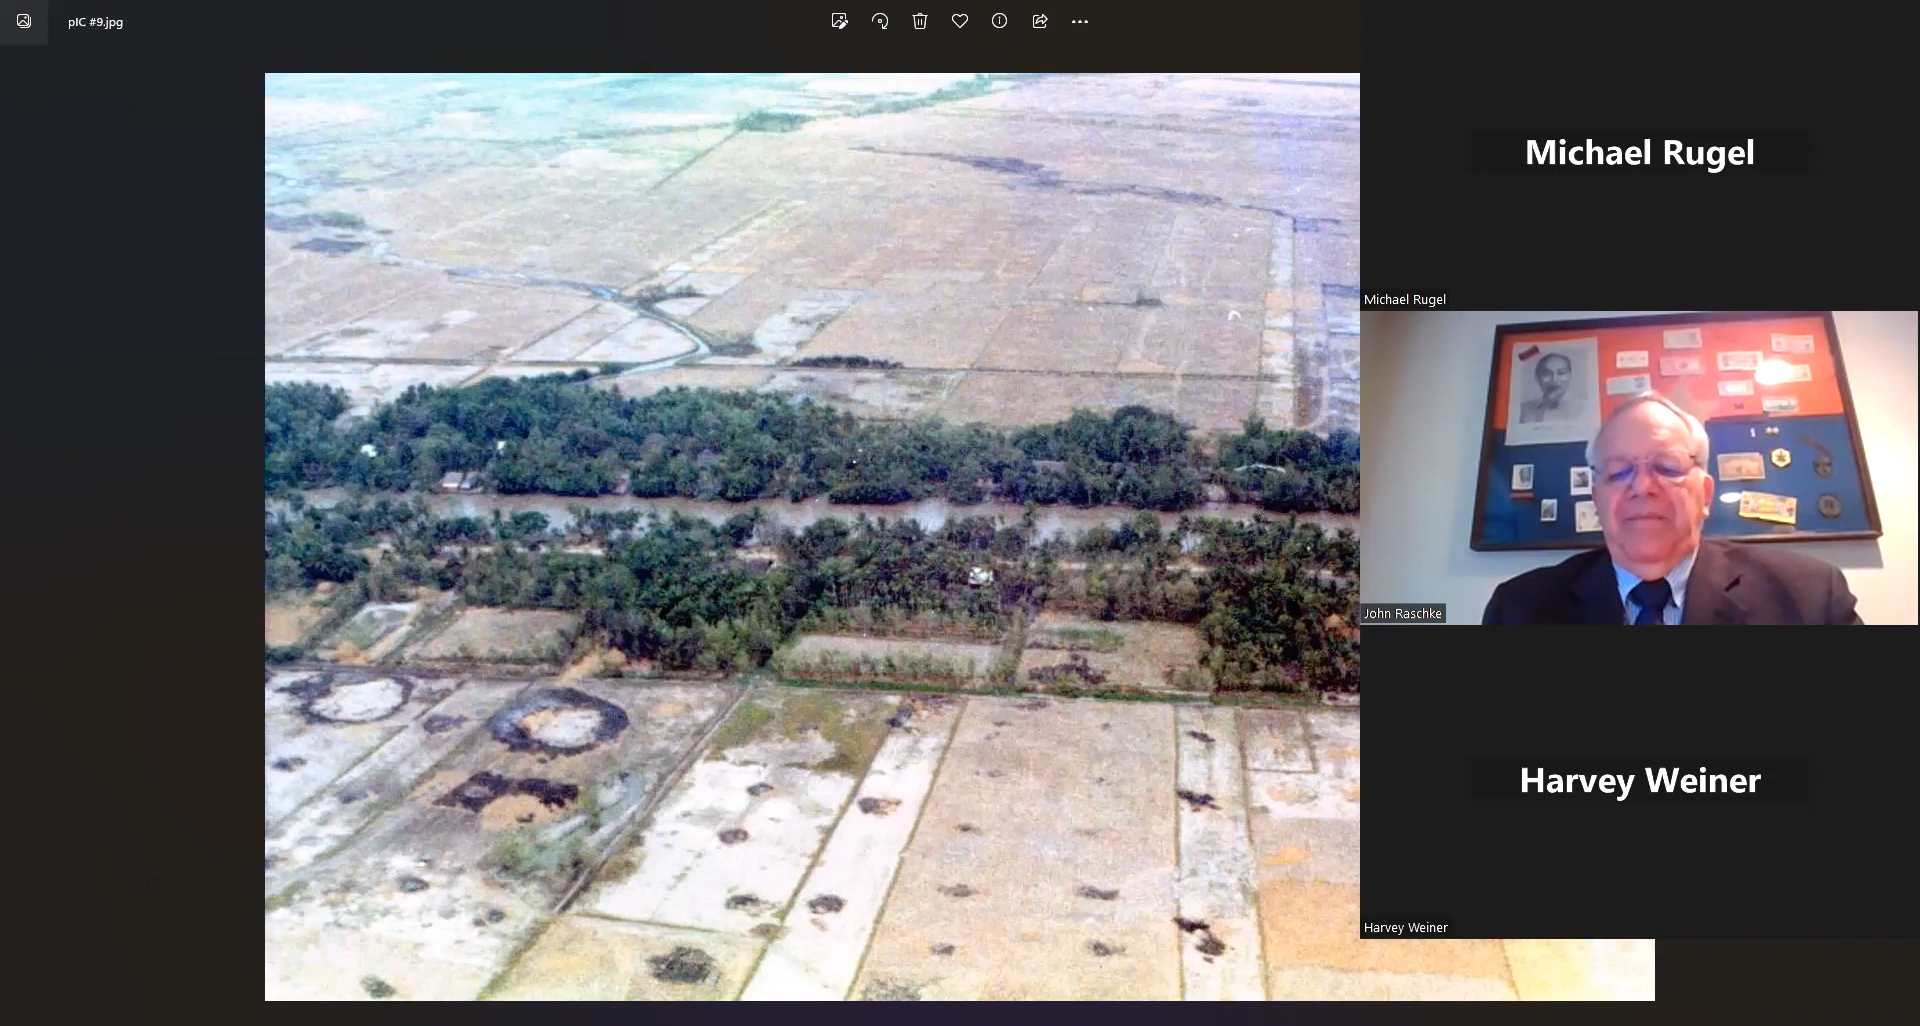 pIC #9.jpg
Michael Rugel
Michael Rugel
John Raschke
Harvey Weiner
Harvey Weiner